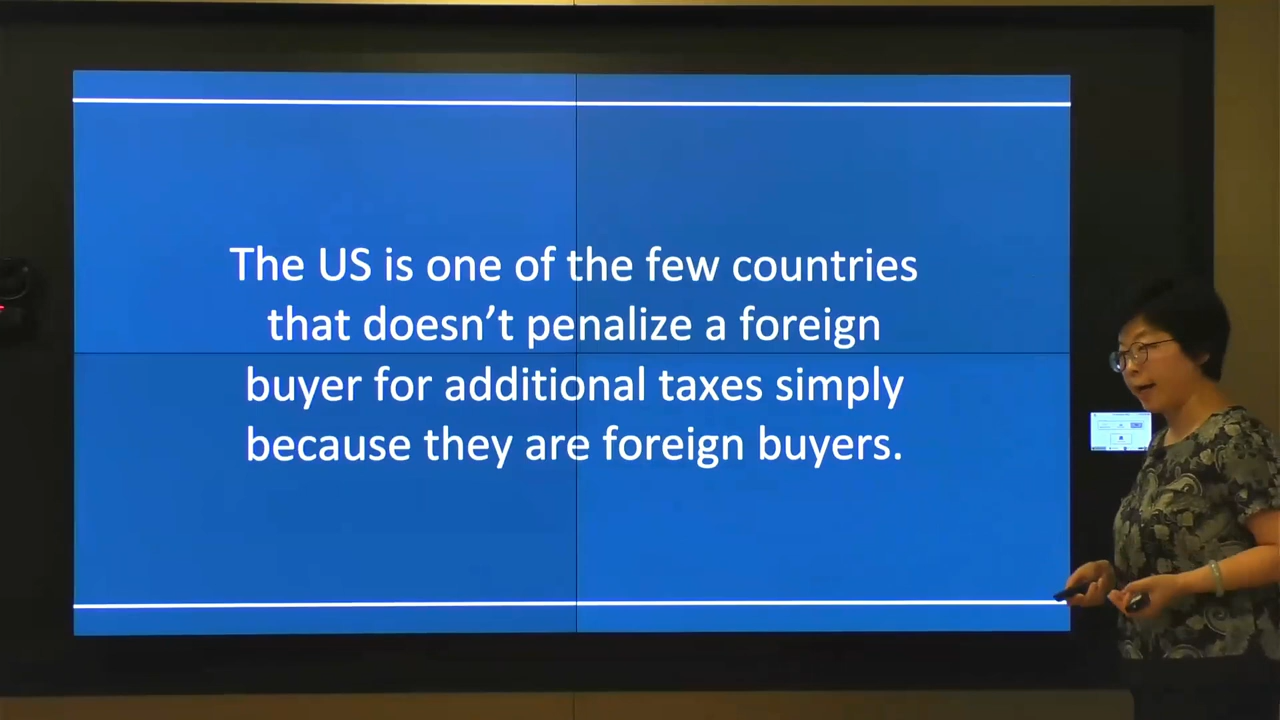 The US is one of the few countries
that doesn’t penalize a foreign
buyer for additional taxes simply
because they are foreign buyers.